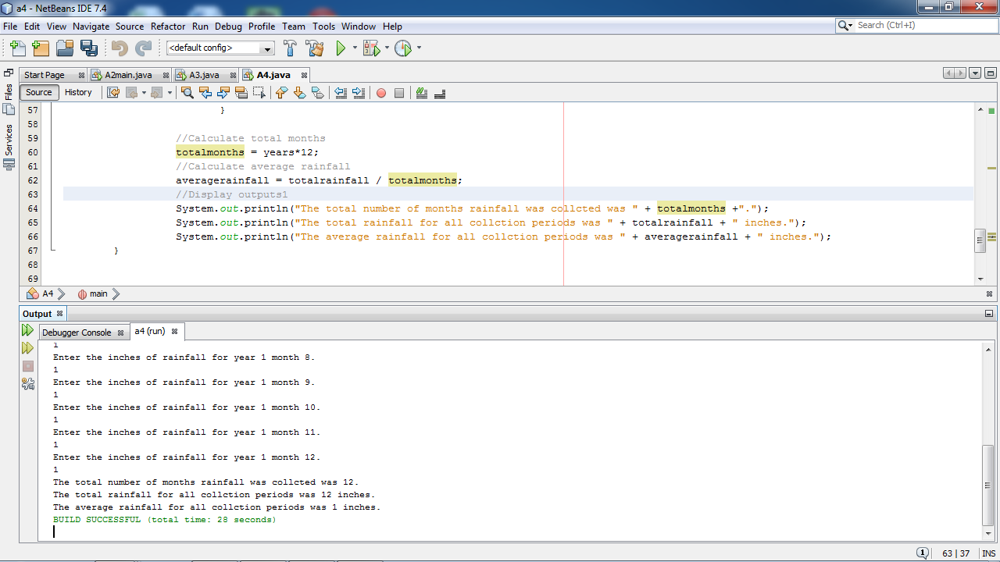 a4 - NetBeans IDE 7.4
File Edit View Navigate Source Refactor Run Debug Profile Team Tools Window Help
Search (Ctrl+I)
<default config>
Files
Services
Start Page A2main.java A3.java A4.java
Source History
57 }
58
59 //Calculate total months
60 totalmonths = years*12;
61 //Calculate average rainfall
62 averagerainfall = totalrainfall / totalmonths;
63 //Display outputs1
64 System.out.println("The total number of months rainfall was collcted was " + totalmonths +".");
65 System.out.println("The total rainfall for all collction periods was " + totalrainfall + " inches.");
66 System.out.println("The average rainfall for all collction periods was " + averagerainfall + " inches.");
67 }
68
69
A4 main
Output
Debugger Console a4 (run)
1
Enter the inches of rainfall for year 1 month 8.
1
Enter the inches of rainfall for year 1 month 9.
1
Enter the inches of rainfall for year 1 month 10.
1
Enter the inches of rainfall for year 1 month 11.
1
Enter the inches of rainfall for year 1 month 12.
1
The total number of months rainfall was collcted was 12.
The total rainfall for all collction periods was 12 inches.
The average rainfall for all collction periods was 1 inches.
BUILD SUCCESSFUL (total time: 28 seconds)
1 63 | 37 INS